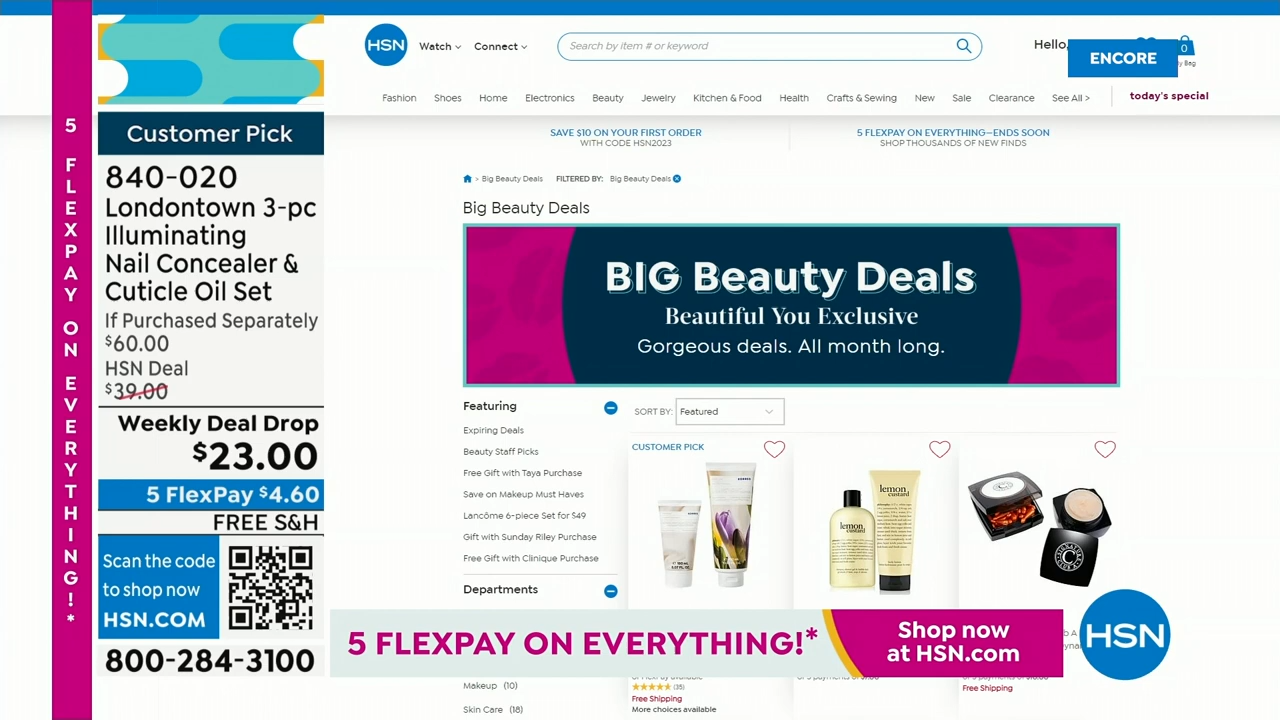 5 FLEXPAY ON EVERYTHING!*
Customer Pick
840-020
Londontown 3-pc
Illuminating
Nail Concealer &
Cuticle Oil Set
If Purchased Separately
$60.00
HSN Deal
$39.00
Weekly Deal Drop
$23.00
5 FlexPay $4.60
FREE S&H
Scan the code
to shop now
HSN.COM
800-284-3100
HSN
Watch
Connect
Search by item # or keyword
Hello,
ENCORE
0
Bag
Fashion Shoes Home Electronics Beauty Jewelry Kitchen & Food Health Crafts & Sewing New Sale Clearance See All > today's special
SAVE $10 ON YOUR FIRST ORDER
WITH CODE HSN2023
5 FLEXPAY ON EVERYTHING—ENDS SOON
SHOP THOUSANDS OF NEW FINDS
> Big Beauty Deals FILTERED BY: Big Beauty Deals
Big Beauty Deals
BIG Beauty Deals
Beautiful You Exclusive
Gorgeous deals. All month long.
Featuring
Expiring Deals
Beauty Staff Picks
Free Gift with Taya Purchase
Save on Makeup Must Haves
Lancôme 6-piece Set for $49
Gift with Sunday Riley Purchase
Free Gift with Clinique Purchase
Departments
Makeup (10)
Skin Care (18)
SORT BY: Featured
CUSTOMER PICK
KORRES
lemon custard
lemon custard
C
(35)
Free Shipping
More choices available
Free Shipping
5 FLEXPAY ON EVERYTHING!*
Shop now
at HSN.com
HSN